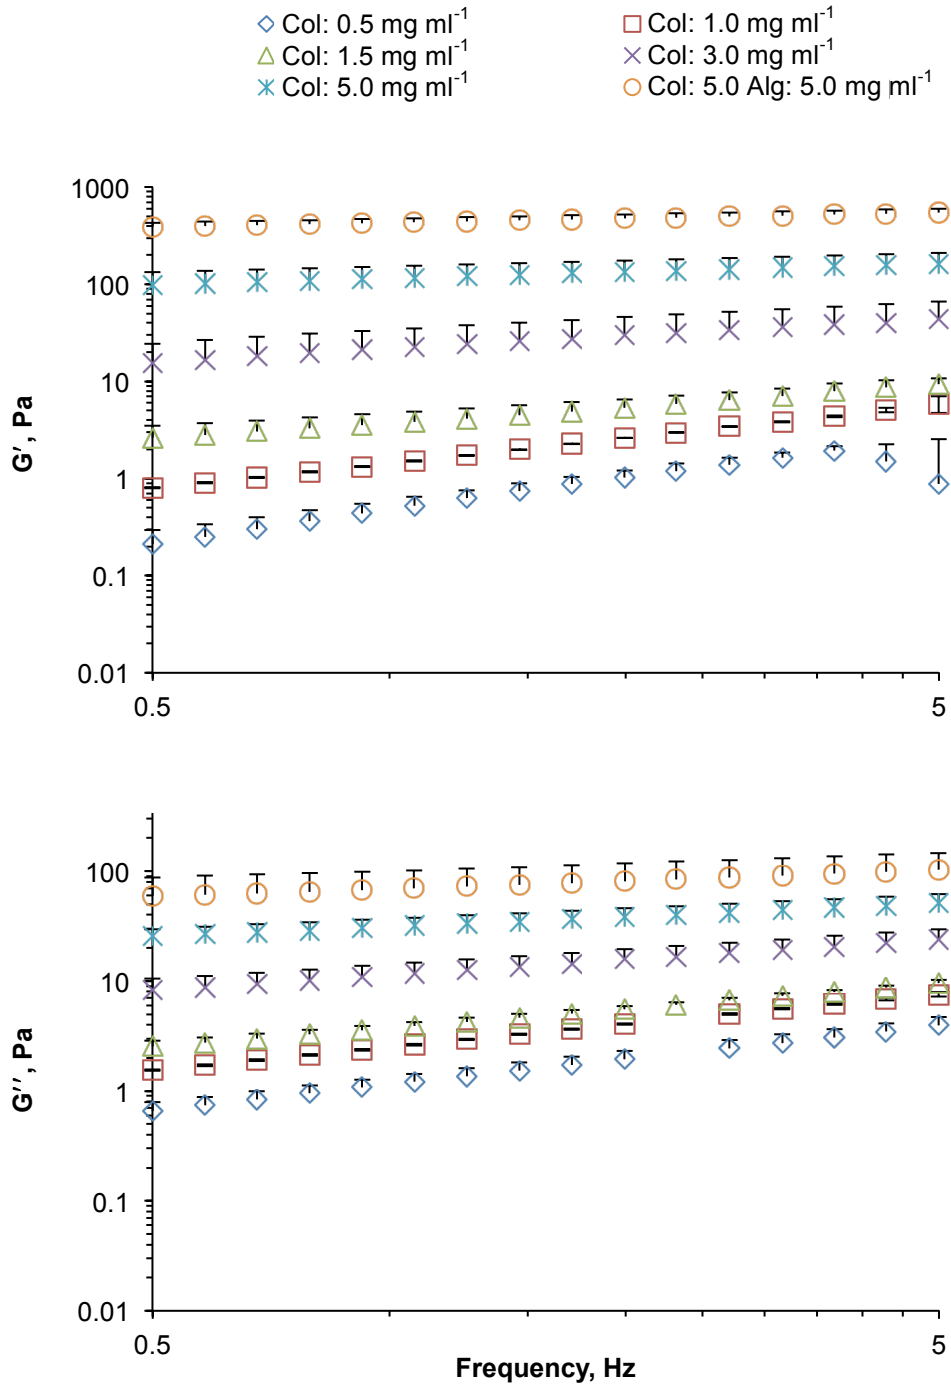 Col: 0.5 mg ml⁻¹ Col: 1.0 mg ml⁻¹
Col: 1.5 mg ml⁻¹ Col: 3.0 mg ml⁻¹
Col: 5.0 mg ml⁻¹ Col: 5.0 Alg: 5.0 mg ml⁻¹
1000
100
10
1
0.1
0.01
G′, Pa
0.5 5
100
10
1
0.1
0.01
G′′, Pa
0.5 5
Frequency, Hz